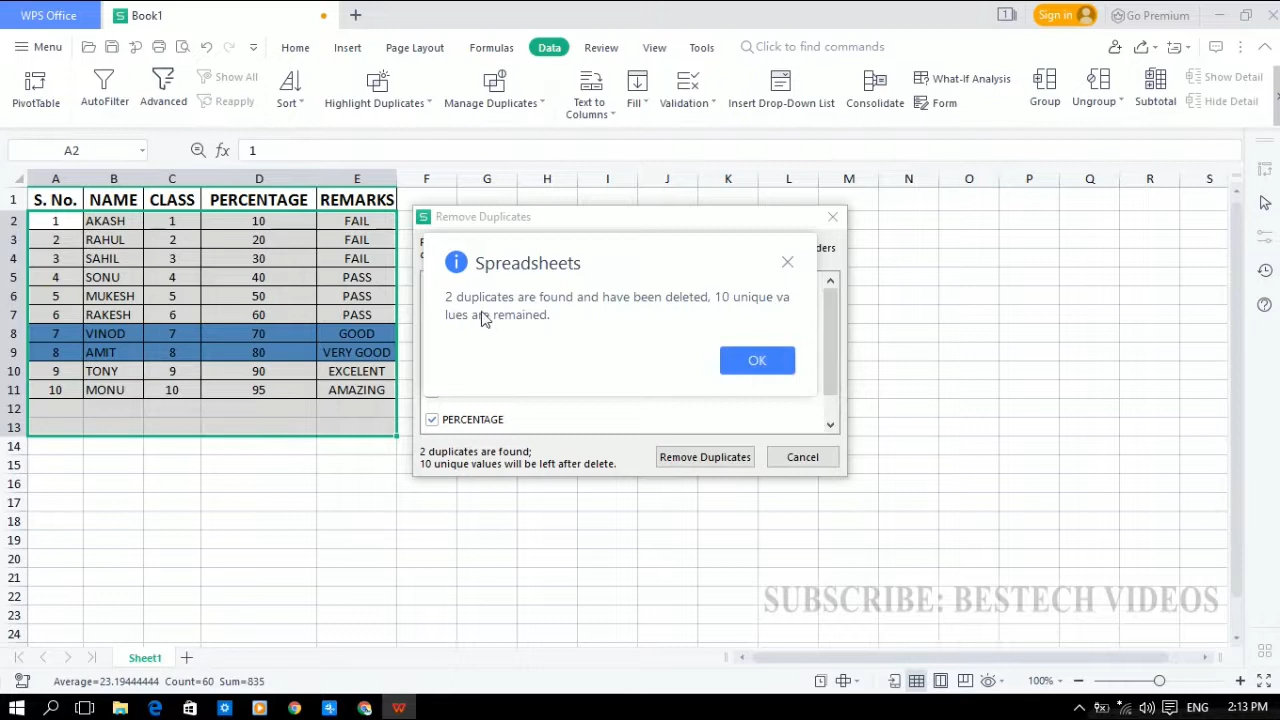 WPS Office
Book1
Sign in
Go Premium
Menu
Home
Insert
Page Layout
Formulas
Data
Review
View
Tools
Click to find commands
PivotTable
AutoFilter
Advanced
Show All
Reapply
Sort
Highlight Duplicates
Manage Duplicates
Text to
Columns
Fill
Validation
Insert Drop-Down List
Consolidate
What-If Analysis
Form
Group
Ungroup
Subtotal
Show Detail
Hide Detail
A2
fx 1
A B C D E F G H I J K L M N O P Q R S
1 S. No. NAME CLASS PERCENTAGE REMARKS
2 1 AKASH 1 10 FAIL
3 2 RAHUL 2 20 FAIL
4 3 SAHIL 3 30 FAIL
5 4 SONU 4 40 PASS
6 5 MUKESH 5 50 PASS
7 6 RAKESH 6 60 PASS
8 7 VINOD 7 70 GOOD
9 8 AMIT 8 80 VERY GOOD
10 9 TONY 9 90 EXCELENT
11 10 MONU 10 95 AMAZING
12
13
14
15
16
17
18
19
20
21
22
23
24
Remove Duplicates
ders
Spreadsheets
2 duplicates are found and have been deleted, 10 unique va
lues are remained.
OK
PERCENTAGE
2 duplicates are found;
10 unique values will be left after delete.
Remove Duplicates
Cancel
SUBSCRIBE: BESTECH VIDEOS
Sheet1
Average=23.19444444 Count=60 Sum=835
100%
ENG
2:13 PM